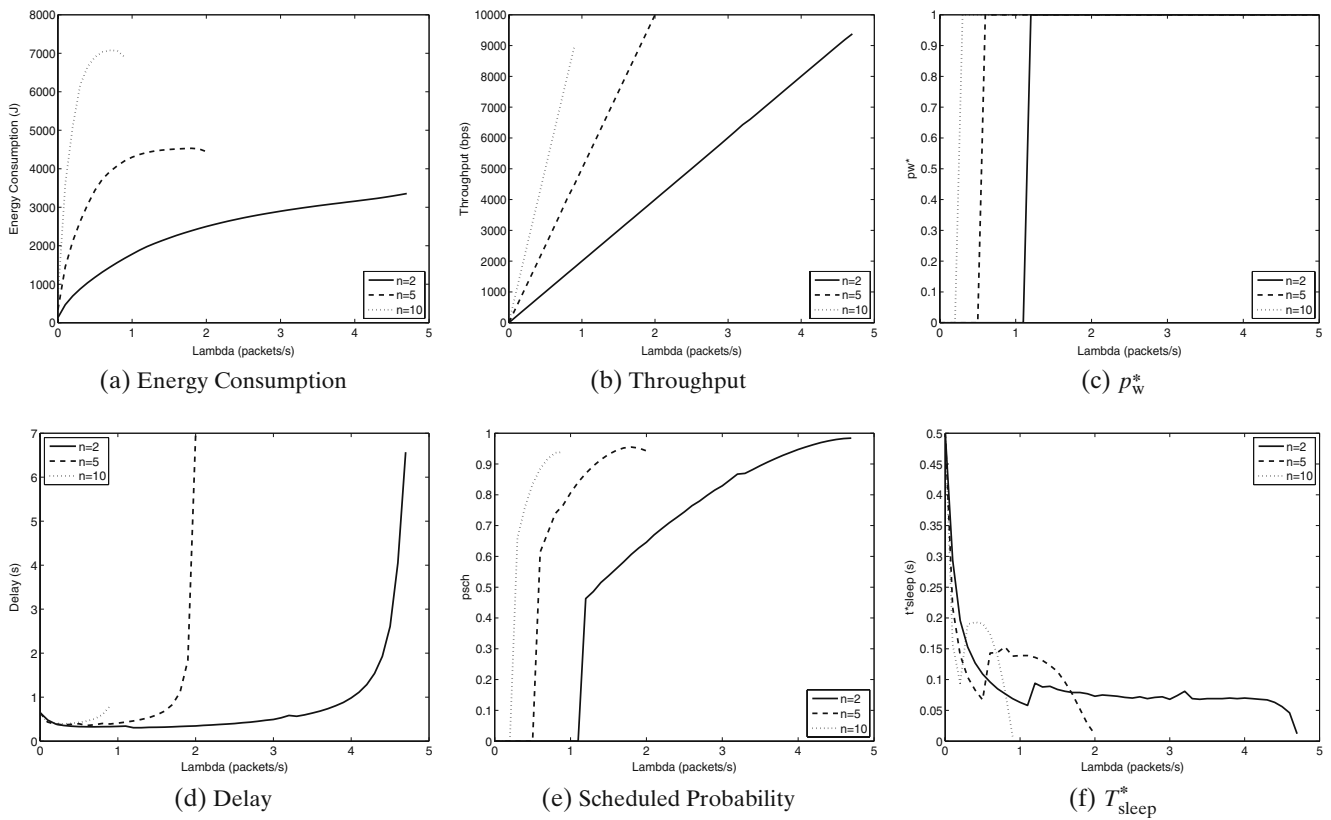 8000
7000
6000
5000
4000
3000
2000
1000
0
Energy Consumption (J)
0 1 2 3 4 5
Lambda (packets/s)
n=2
n=5
n=10
(a) Energy Consumption
10000
9000
8000
7000
6000
5000
4000
3000
2000
1000
0
Throughput (bps)
0 1 2 3 4 5
Lambda (packets/s)
n=2
n=5
n=10
(b) Throughput
1
0.9
0.8
0.7
0.6
0.5
0.4
0.3
0.2
0.1
0
pw*
0 1 2 3 4 5
Lambda (packets/s)
n=2
n=5
n=10
(c) p*w
7
6
5
4
3
2
1
0
Delay (s)
0 1 2 3 4 5
Lambda (packets/s)
n=2
n=5
n=10
(d) Delay
1
0.9
0.8
0.7
0.6
0.5
0.4
0.3
0.2
0.1
0
psch
0 1 2 3 4 5
Lambda (packets/s)
n=2
n=5
n=10
(e) Scheduled Probability
0.5
0.45
0.4
0.35
0.3
0.25
0.2
0.15
0.1
0.05
0
t*sleep (s)
0 1 2 3 4 5
Lambda (packets/s)
n=2
n=5
n=10
(f) T*sleep